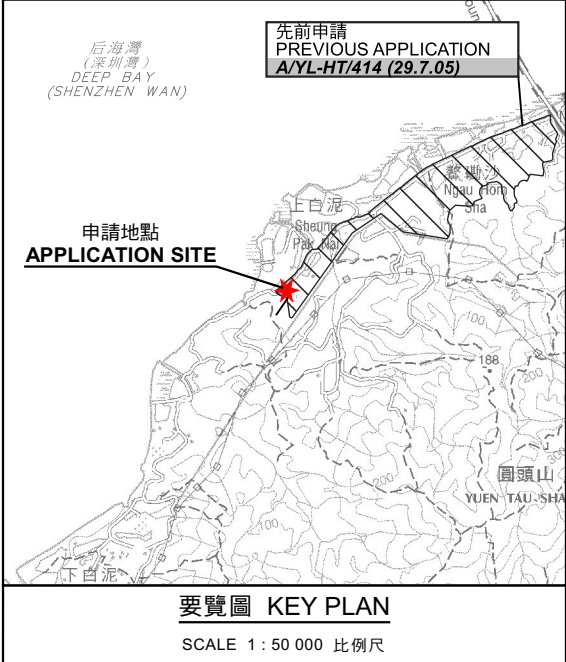 先前申請
PREVIOUS APPLICATION
A/YL-HT/414 (29.7.05)
后海灣
(深圳灣)
DEEP BAY
(SHENZHEN WAN)
鰲磡沙
Ngau Hom
Sha
上白泥
Sheung
Pak Nai
申請地點
APPLICATION SITE
100
188
200
圓頭山
YUEN TAU SHA
100
下白泥
要覽圖 KEY PLAN
SCALE 1 : 50 000 比例尺